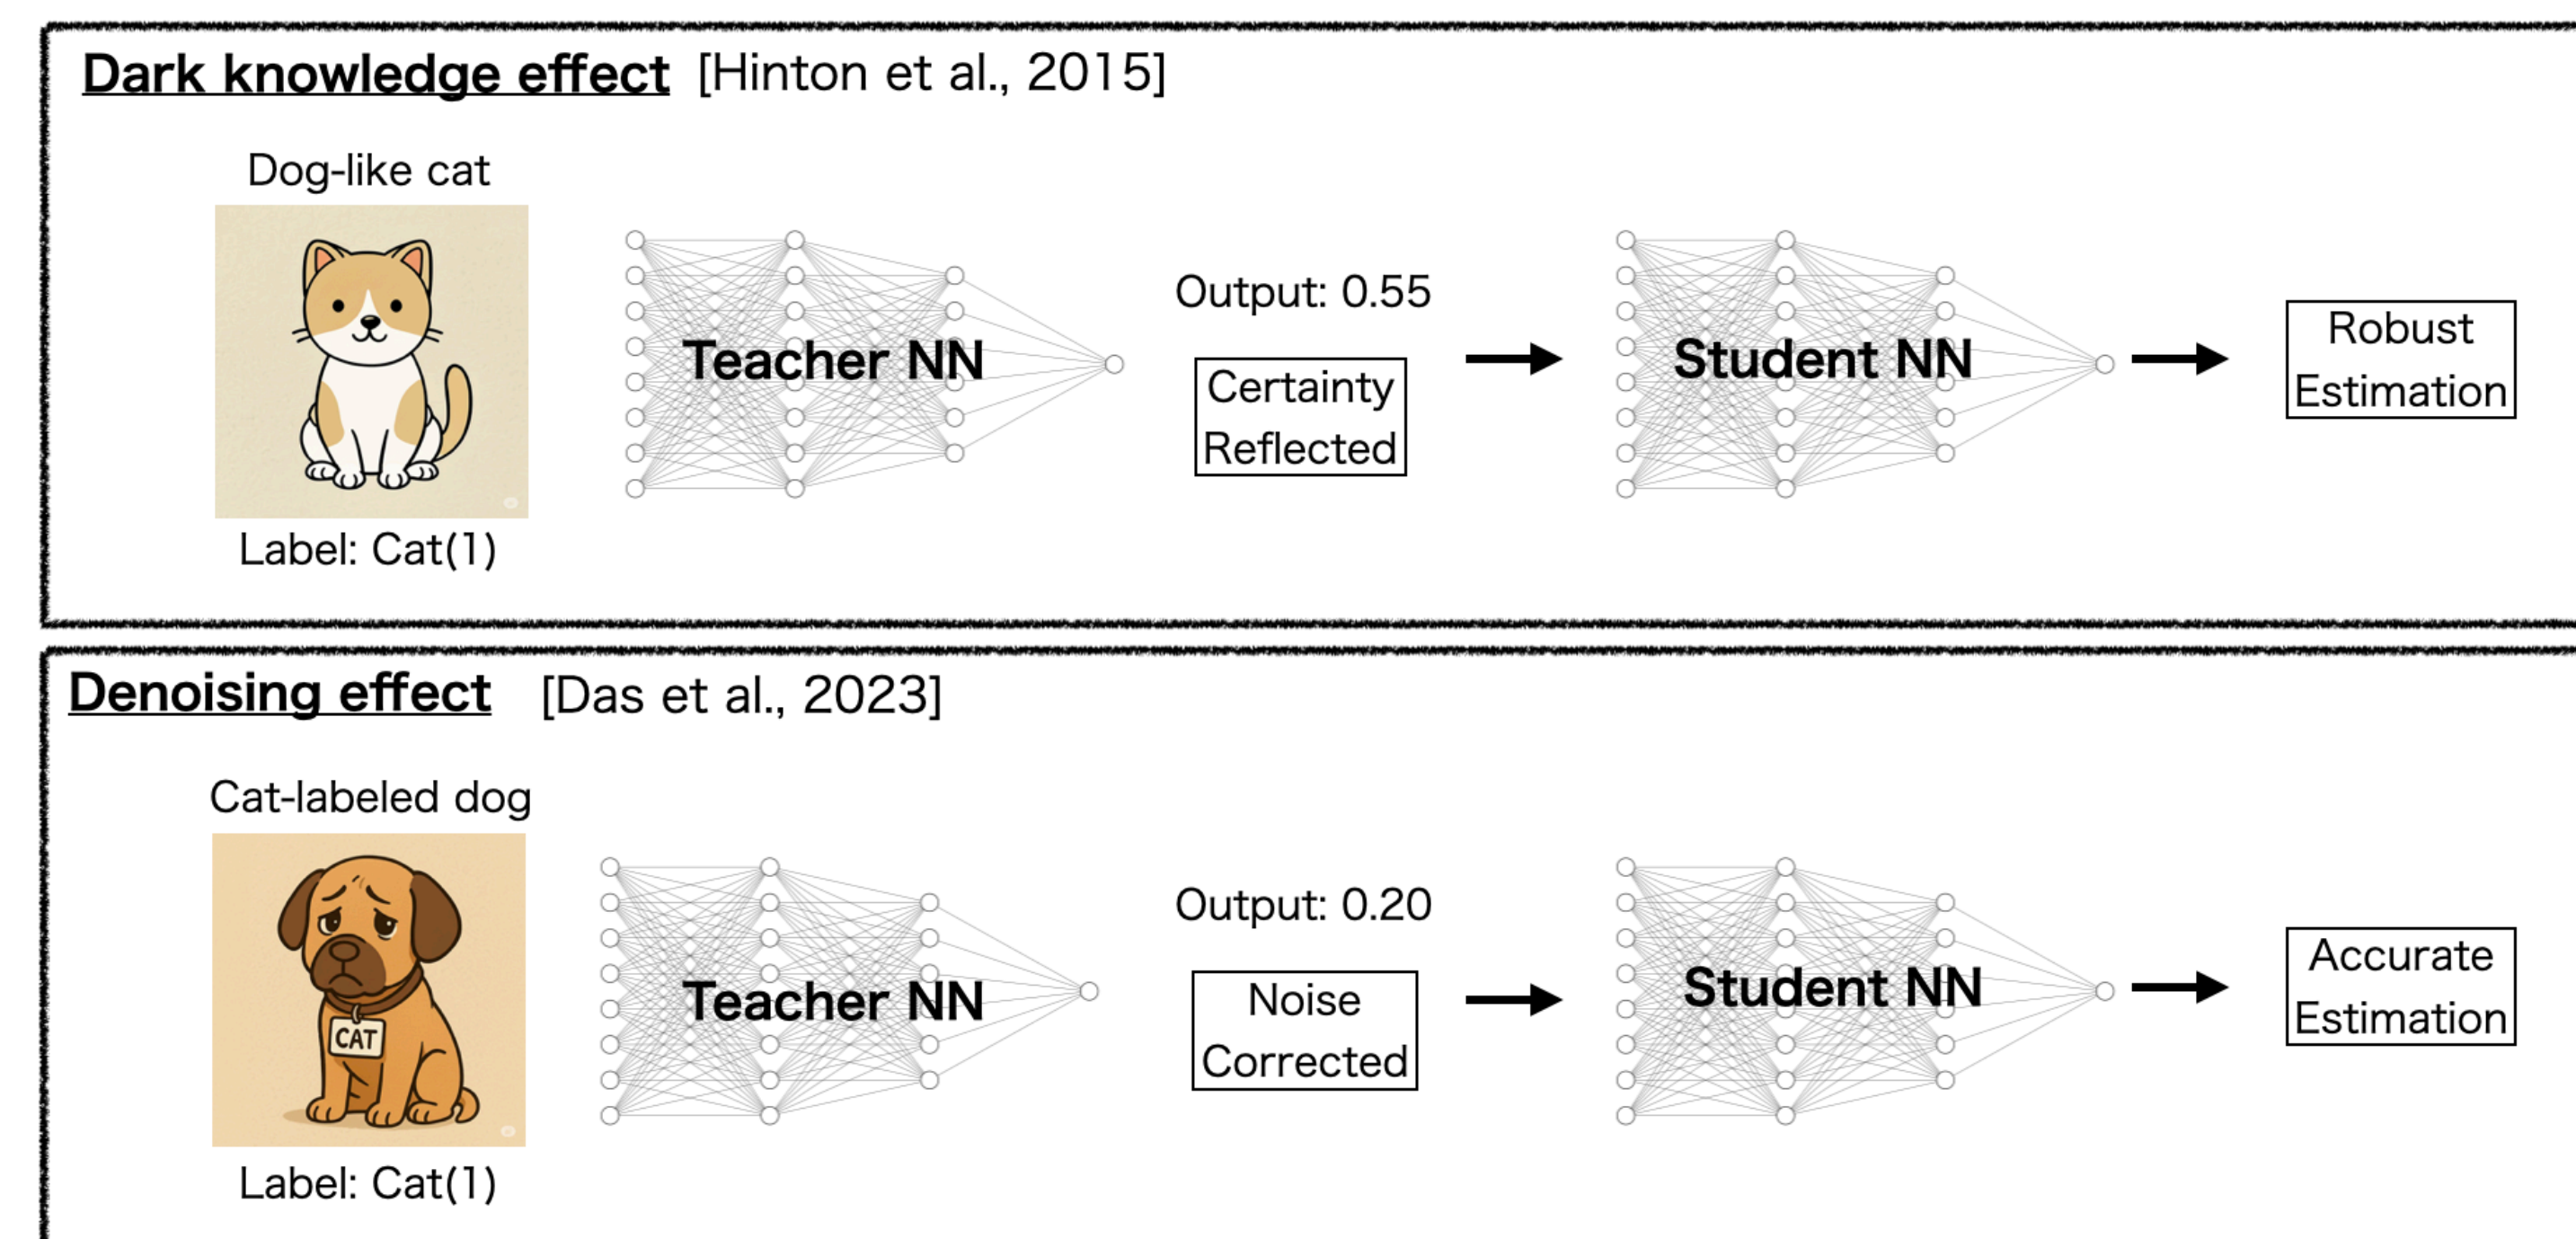 Dark knowledge effect [Hinton et al., 2015]
Dog-like cat
Label: Cat(1)
Teacher NN
Output: 0.55
Certainty
Reflected
Student NN
Robust
Estimation
Denoising effect [Das et al., 2023]
Cat-labeled dog
CAT
Label: Cat(1)
Teacher NN
Output: 0.20
Noise
Corrected
Student NN
Accurate
Estimation